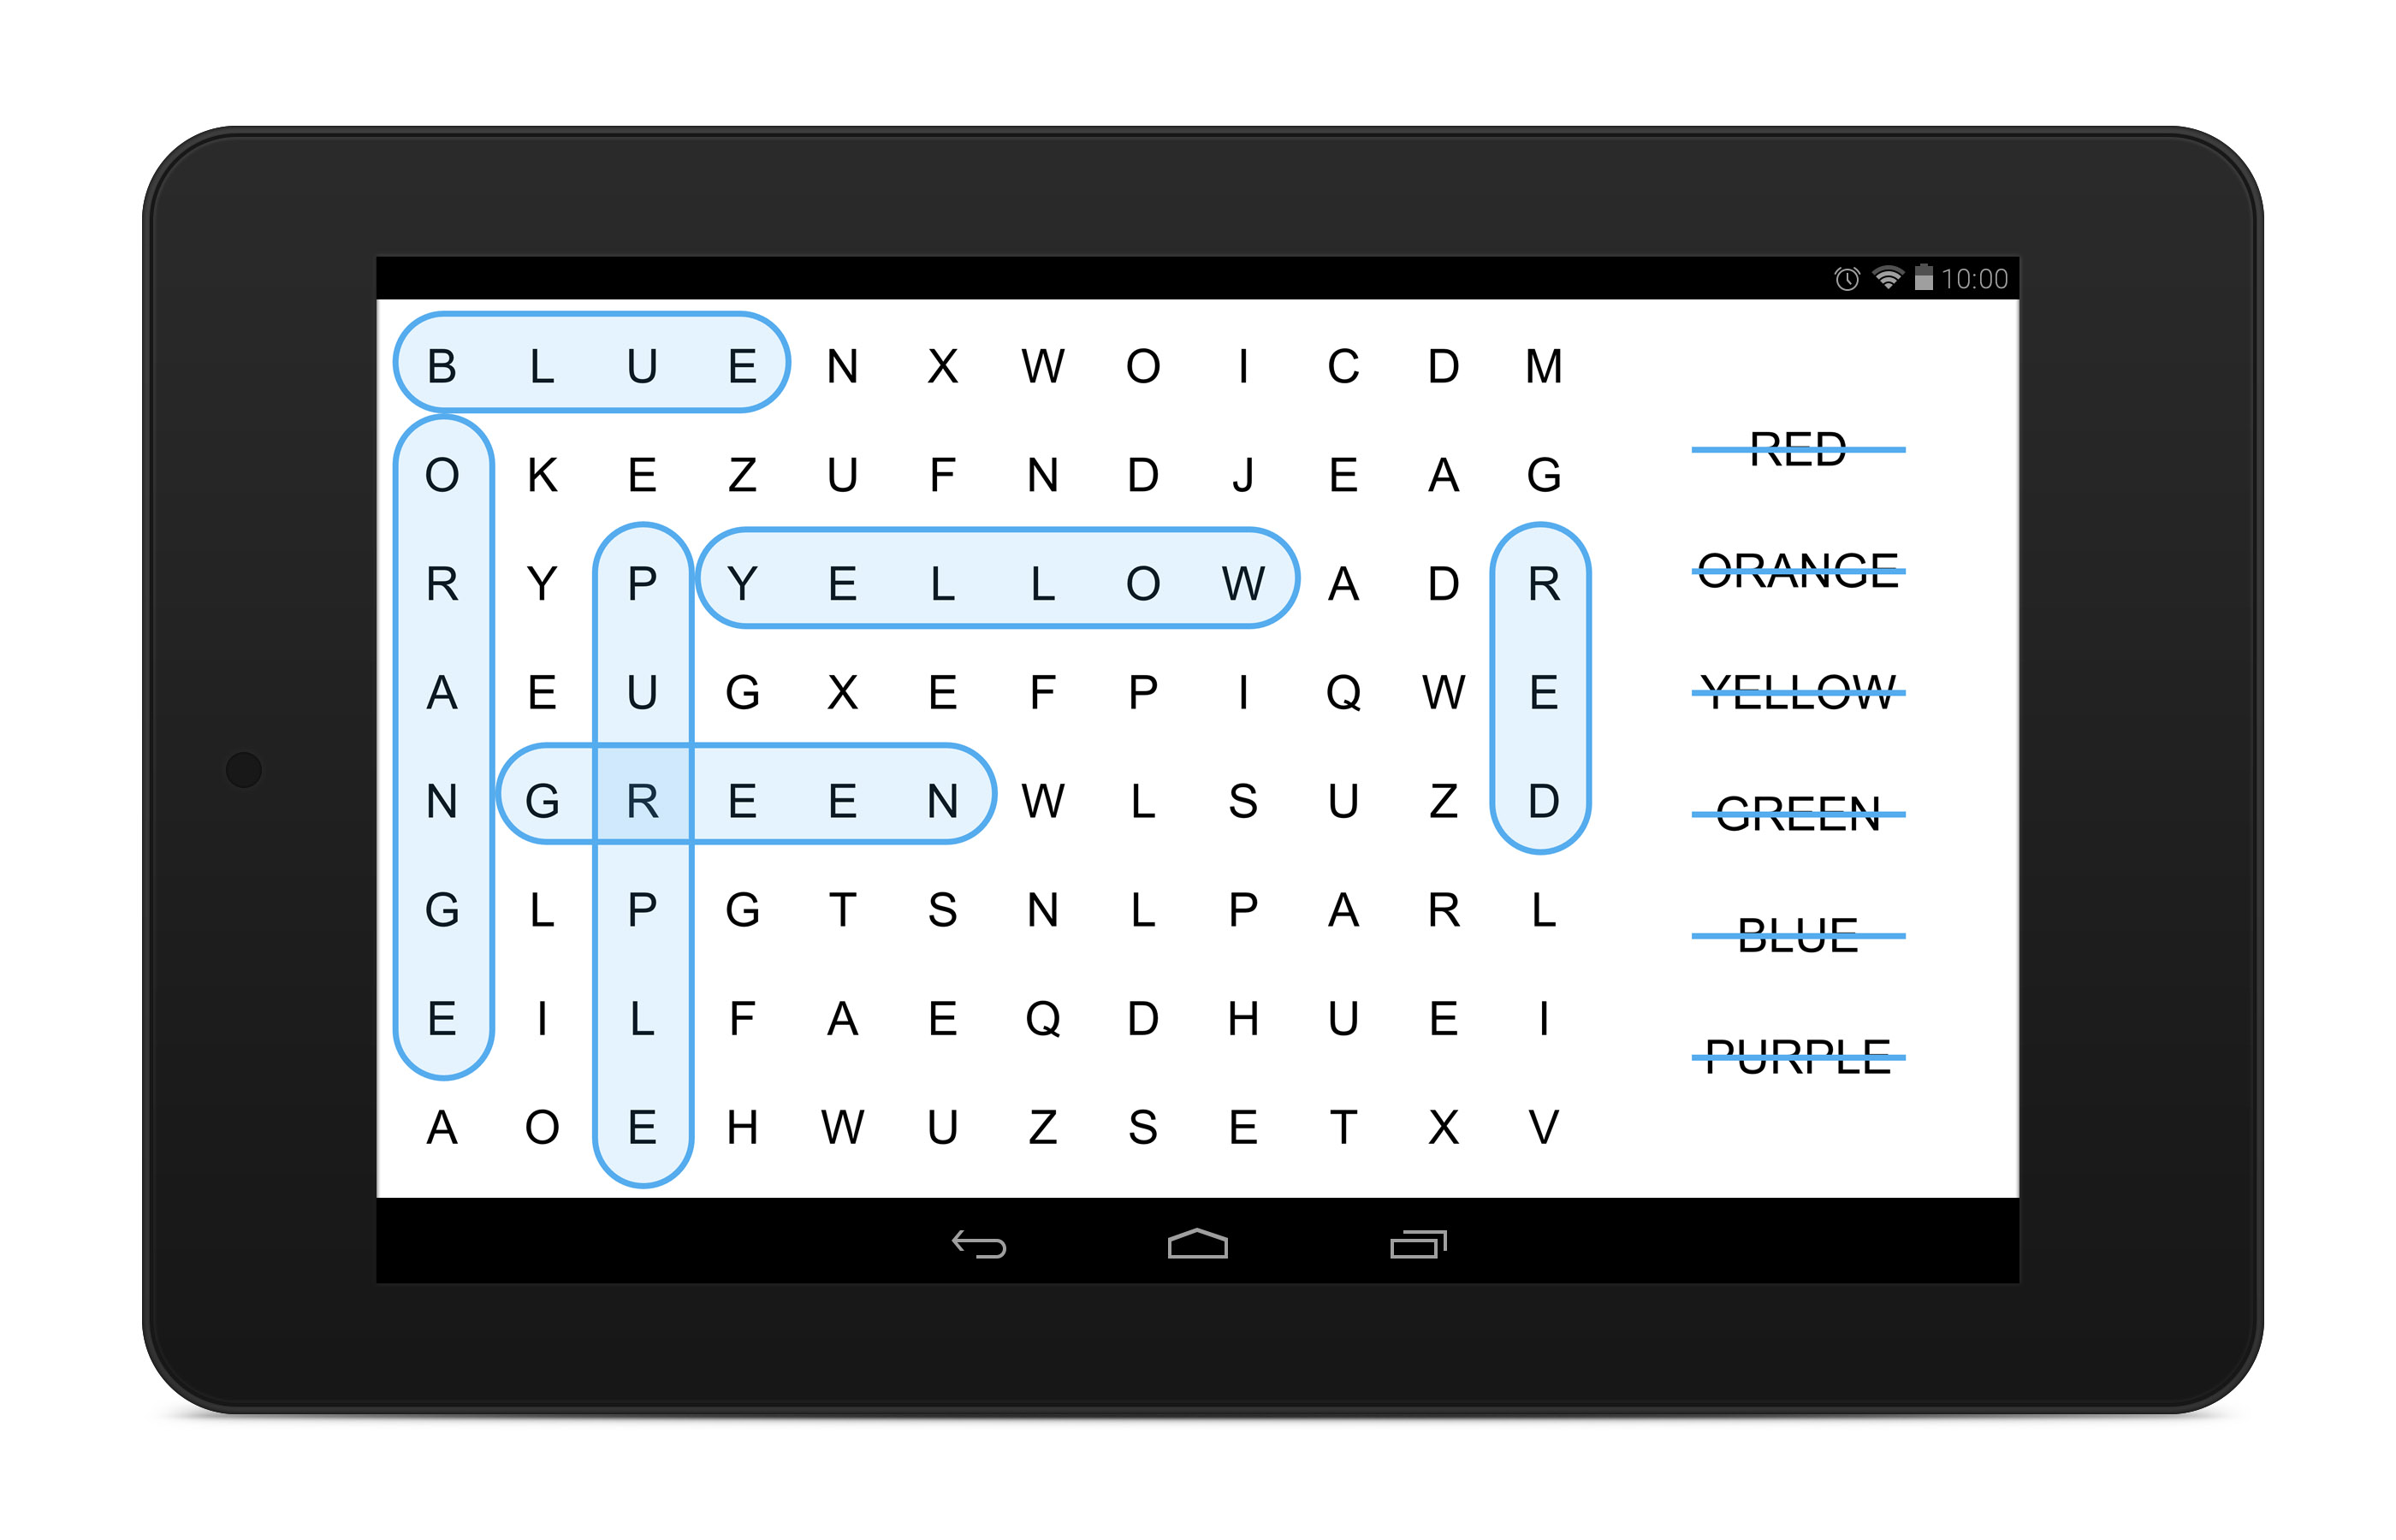 10:00
B L U E N X W O I C D M
O K E Z U F N D J E A G
R Y P Y E L L O W A D R
A E U G X E F P I Q W E
N G R E E N W L S U Z D
G L P G T S N L P A R L
E I L F A E Q D H U E I
A O E H W U Z S E T X V
RED
ORANGE
YELLOW
GREEN
BLUE
PURPLE